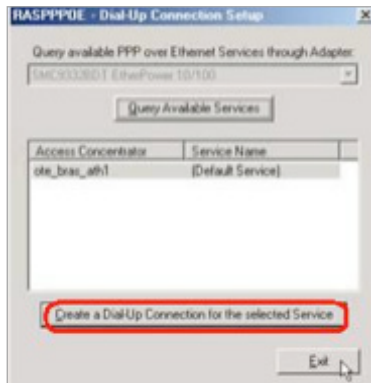 RASPPPOE - Dial-Up Connection Setup
Query available PPP over Ethernet Services through Adapter:
SMC9332BDT EtherPower 10/100
Query Available Services
Access Concentrator Service Name
ote_bras_ath1 (Default Service)
Create a Dial-Up Connection for the selected Service
Exit